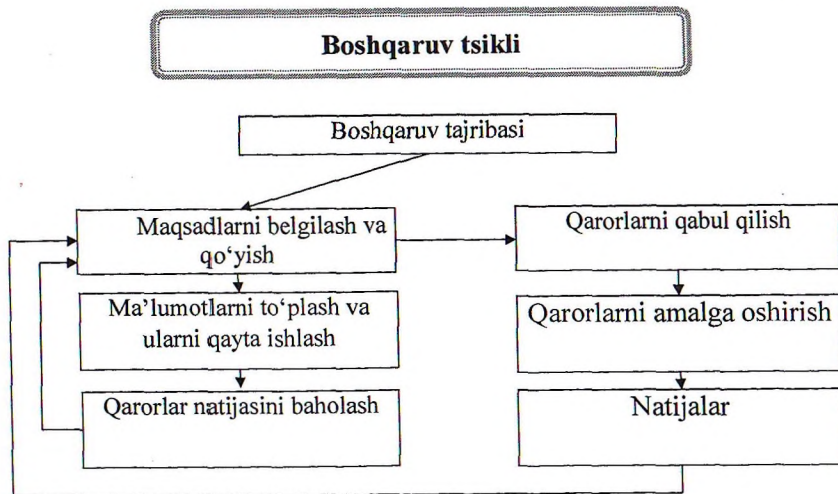 Boshqaruv tsikli
Boshqaruv tajribasi
Maqsadlarni belgilash va
qo‘yish
Ma’lumotlarni to‘plash va
ularni qayta ishlash
Qarorlar natijasini baholash
Qarorlarni qabul qilish
Qarorlarni amalga oshirish
Natijalar